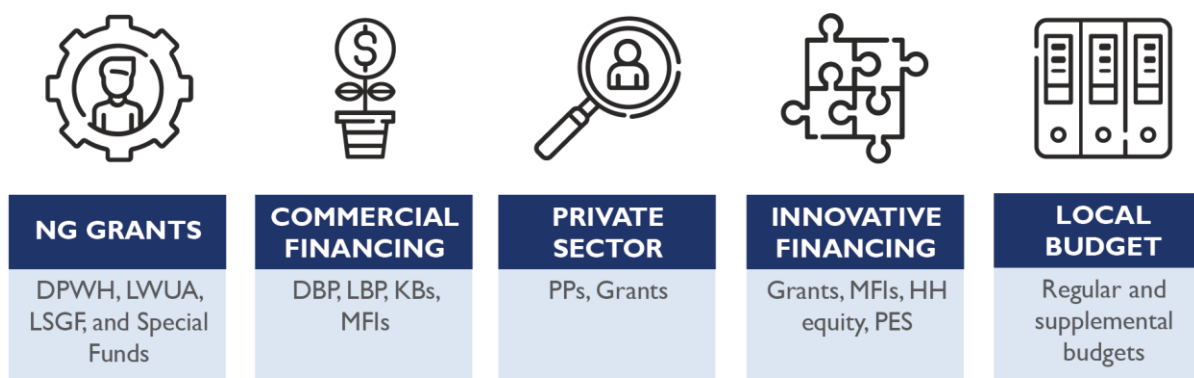 NG GRANTS
DPWH, LWUA,
LSGF, and Special
Funds
COMMERCIAL
FINANCING
DBP, LBP, KBs,
MFIs
PRIVATE
SECTOR
PPs, Grants
INNOVATIVE
FINANCING
Grants, MFIs, HH
equity, PES
LOCAL
BUDGET
Regular and
supplemental
budgets